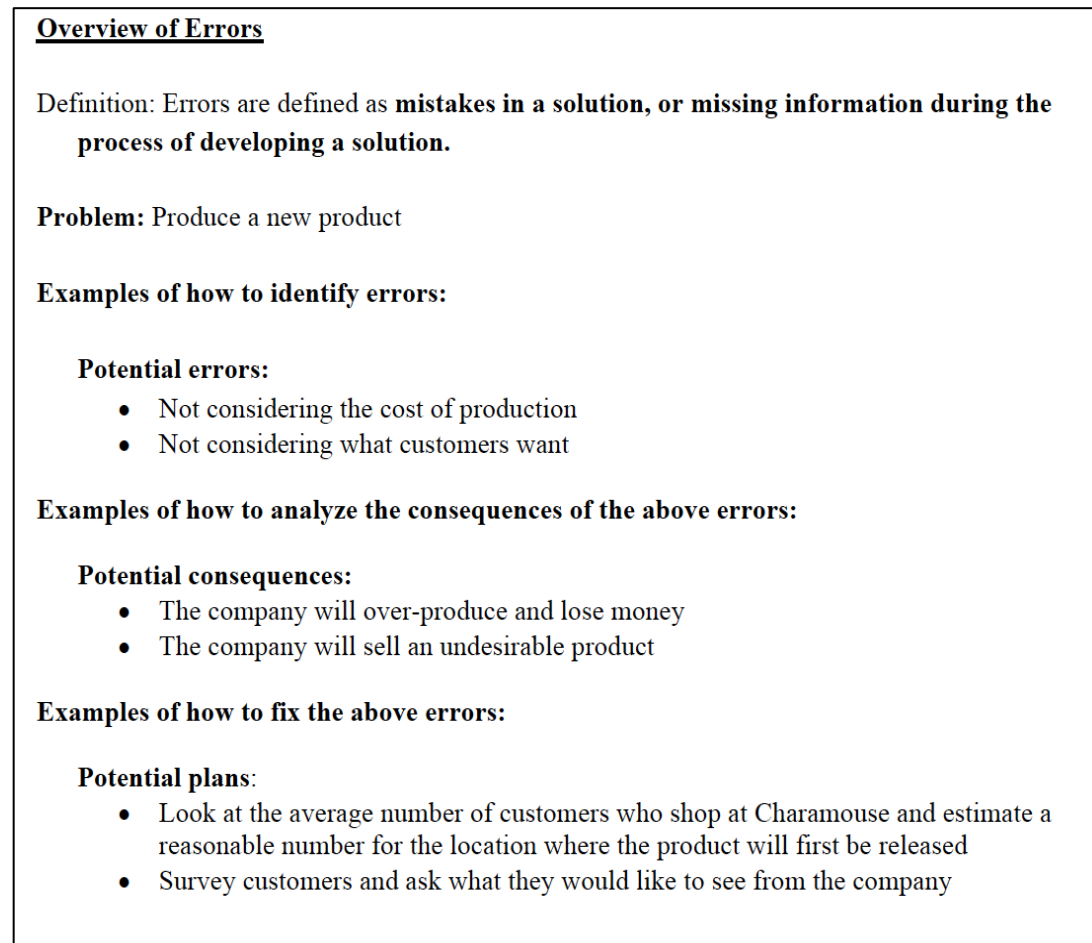 Overview of Errors
Definition: Errors are defined as mistakes in a solution, or missing information during the
process of developing a solution.
Problem: Produce a new product
Examples of how to identify errors:
Potential errors:
• Not considering the cost of production
• Not considering what customers want
Examples of how to analyze the consequences of the above errors:
Potential consequences:
• The company will over-produce and lose money
• The company will sell an undesirable product
Examples of how to fix the above errors:
Potential plans:
• Look at the average number of customers who shop at Charamouse and estimate a
reasonable number for the location where the product will first be released
• Survey customers and ask what they would like to see from the company